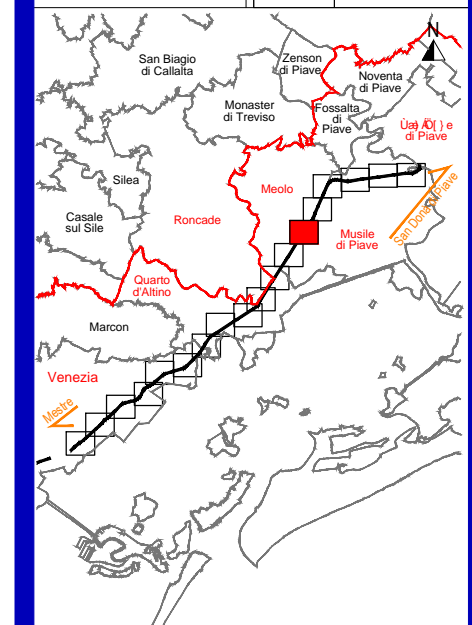 N
San Biagio
di Callalta
Zenson
di Piave
Noventa
di Piave
Monaster
di Treviso
Fossalta
di
Piave
di Piave
Silea
Meolo
San Donà di Piave
Casale
sul Sile
Roncade
Musile
di Piave
Quarto
d'Altino
Marcon
Venezia
Mestre